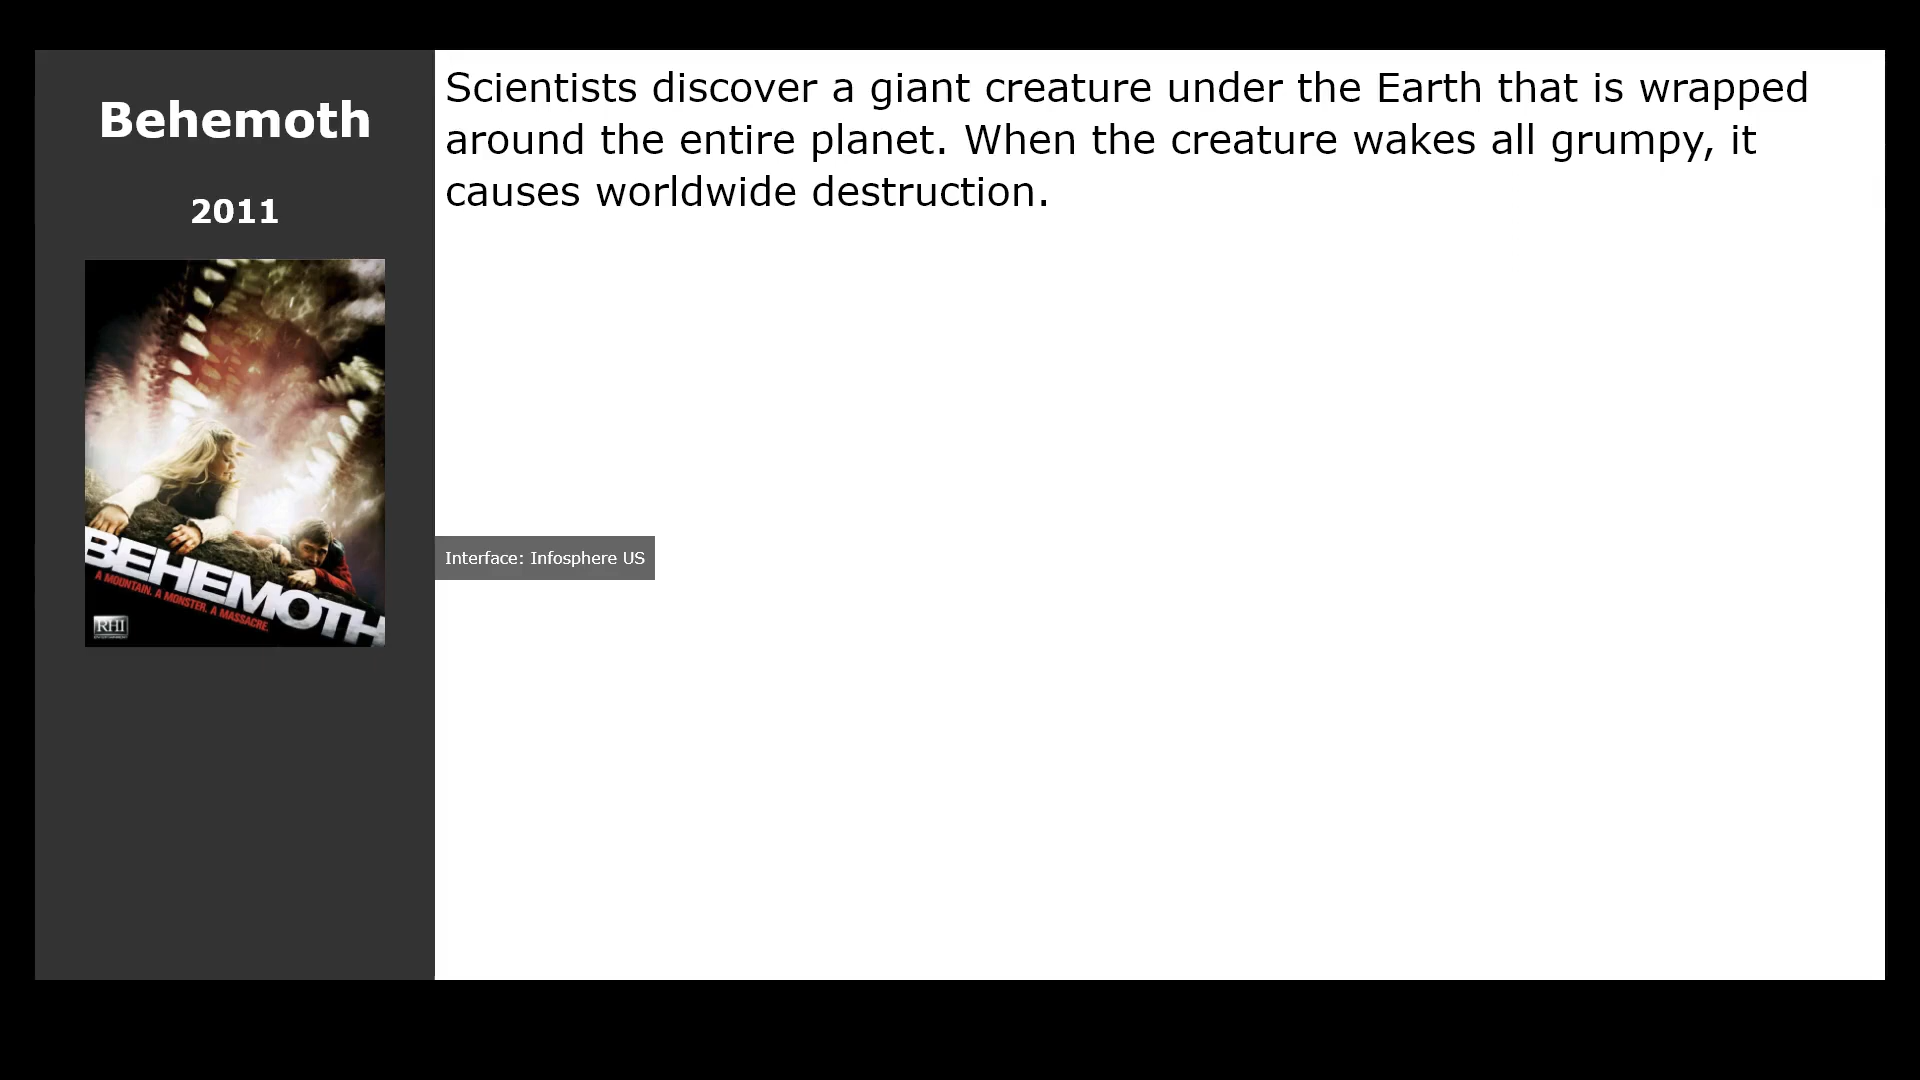 Behemoth
2011
BEHEMOTH
A MOUNTAIN. A MONSTER. A MASSACRE.
RHI
Scientists discover a giant creature under the Earth that is wrapped
around the entire planet. When the creature wakes all grumpy, it
causes worldwide destruction.
Interface: Infosphere US